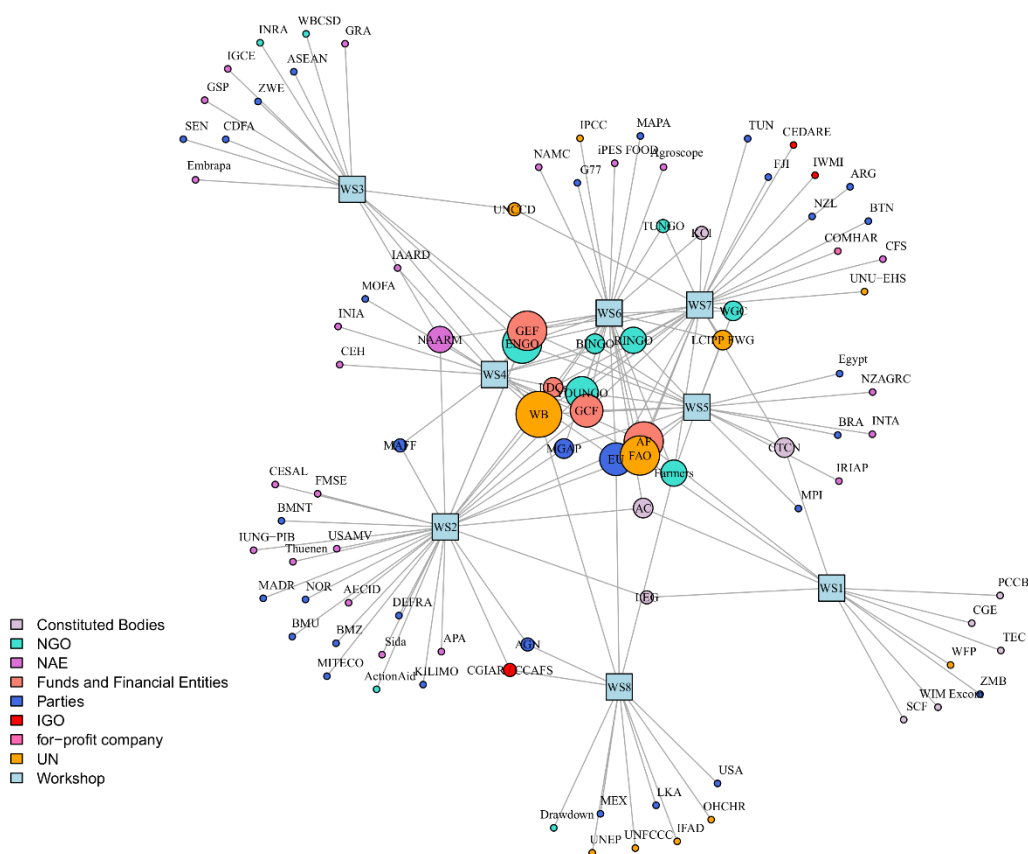 WBCSD
INRA
GRA
IGCE
ASEAN
GSP
ZWE
SEN
CDFA
Embrapa
WS3
IPCC
MAPA
NAMC
iPES FOOD
Agroscope
G77
TUN
CEDARE
FJI
IWMI
ARG
NZL
BTN
COMHAR
CFS
UNU-EHS
UNCCD
TUNGO
KCI
IAARD
MOFA
INIA
CEH
NAARM
GEF
ENGO
WS6
WS7
WGC
BINGO
RINGO
LCIPP FWG
WS4
YOUNGO
WB
GCF
WS5
Egypt
NZAGRC
BRA
INTA
MAFF
MGAP
AF
EU
FAO
Farmers
CTCN
IRIAP
MPI
CESAL
FMSE
BMNT
WS2
AC
IUNG-PIB
USAMV
Thuenen
MADR
NOR
AECID
DEFRA
LEG
WS1
PCCB
CGE
TEC
WFP
ZMB
WIM Excom
SCF
BMU
BMZ
Sida
APA
AGN
MITECO
ActionAid
KILIMO
CGIAR/CCAFS
WS8
USA
MEX
LKA
Drawdown
OHCHR
UNEP
UNFCCC
IFAD
Constituted Bodies
NGO
NAE
Funds and Financial Entities
Parties
IGO
for-profit company
UN
Workshop